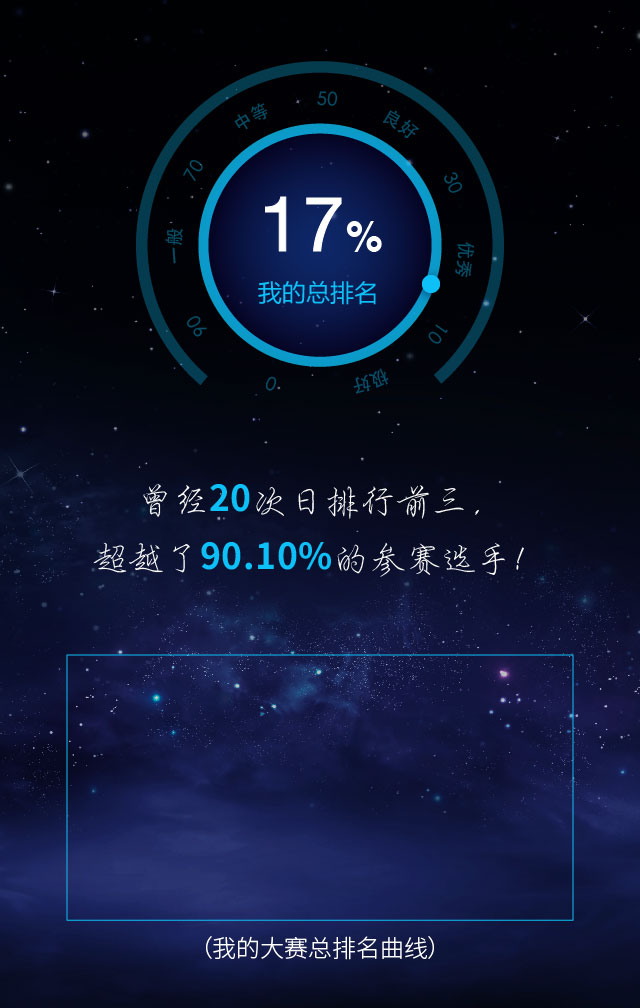 90
一般
70
中等
50
良好
30
优秀
10
极好
0
17%
我的总排名
曾经20次日排行前三，
超越了90.10%的参赛选手！
（我的大赛总排名曲线）